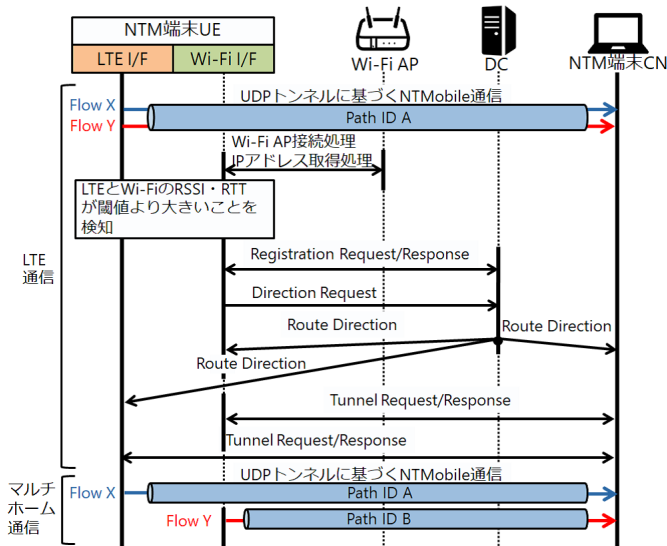 NTM端末UE
LTE I/F
Wi-Fi I/F
Wi-Fi AP
DC
NTM端末CN
UDPトンネルに基づくNTMobile通信
Flow X
Path ID A
Flow Y
Wi-Fi AP接続処理
IPアドレス取得処理
LTEとWi-FiのRSSI・RTT
が閾値より大きいことを
検知
LTE
通信
Registration Request/Response
Direction Request
Route Direction
Route Direction
Route Direction
Tunnel Request/Response
Tunnel Request/Response
UDPトンネルに基づくNTMobile通信
マルチ
ホーム
通信
Flow X
Path ID A
Flow Y
Path ID B